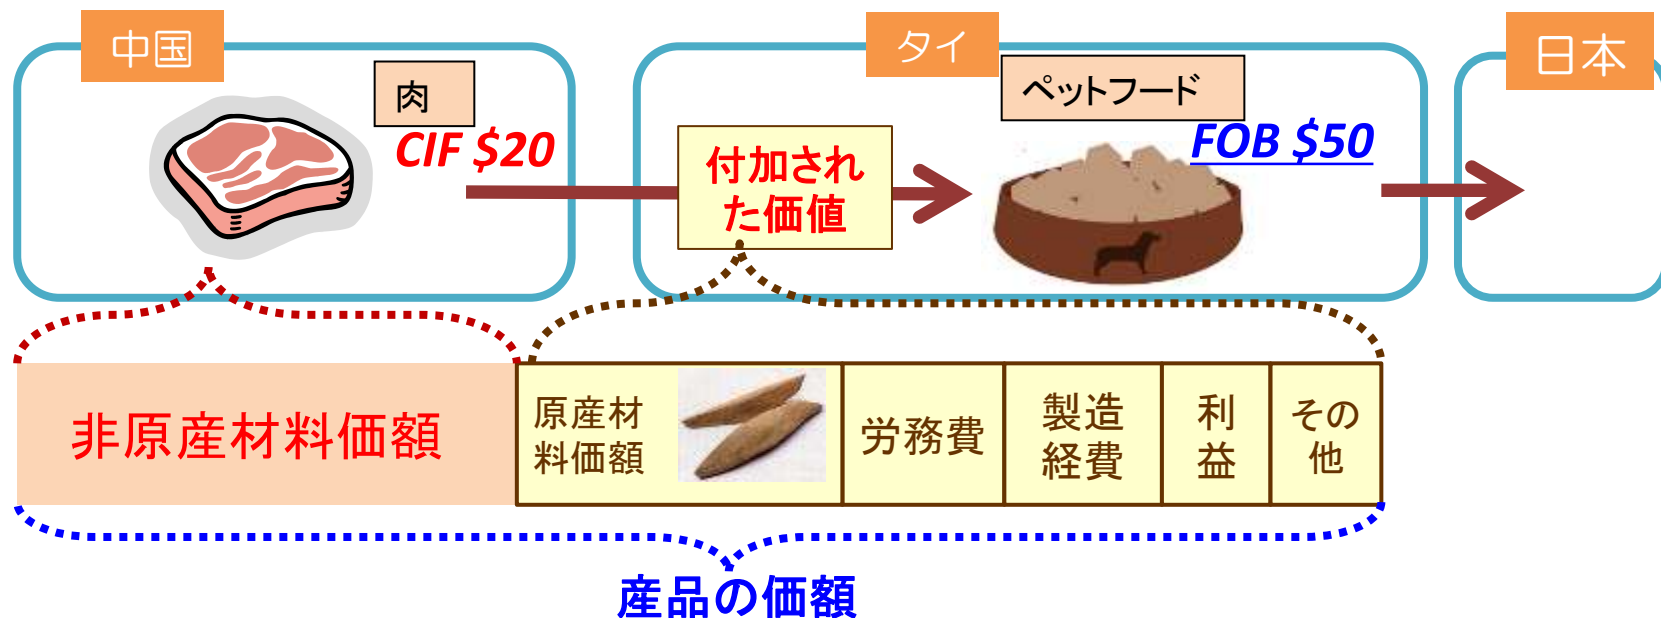 中国
タイ
日本
肉
CIF $20
ペットフード
FOB $50
付加され
た価値
非原産材料価額
原産材
料価額
労務費
製造
経費
利
益
その
他
産品の価額